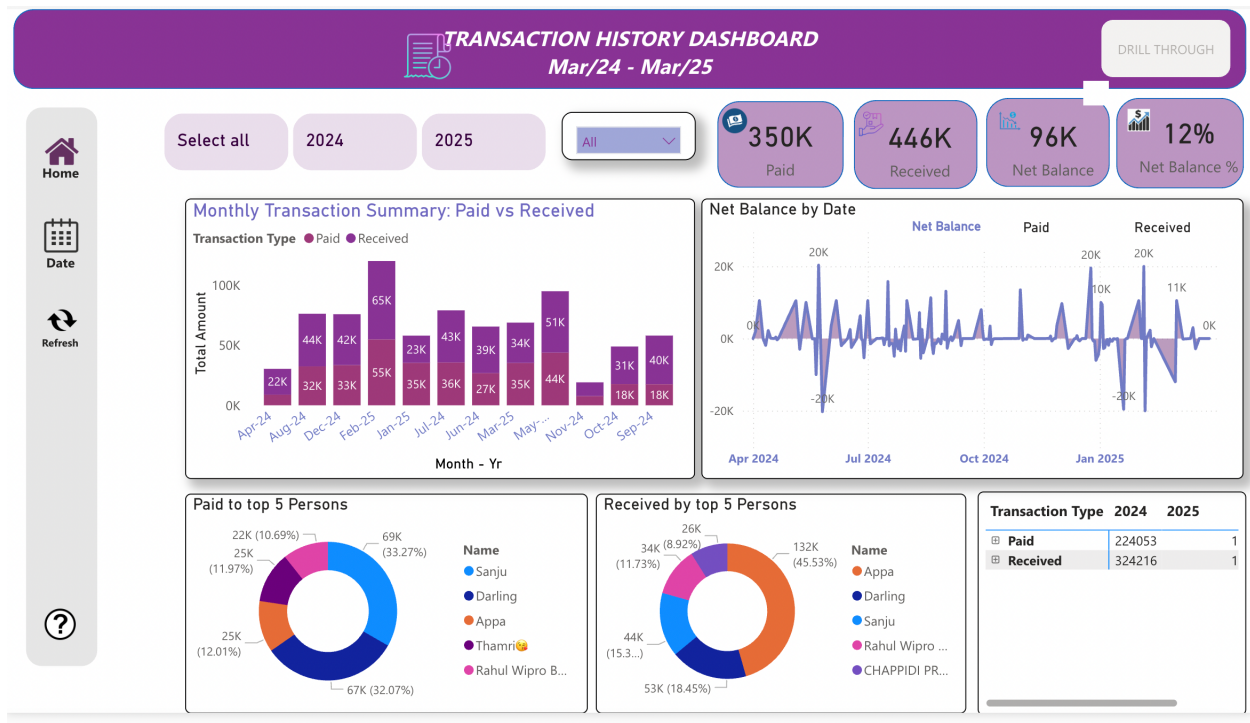 TRANSACTION HISTORY DASHBOARD
Mar/24 - Mar/25
DRILL THROUGH
Home
Date
Refresh
?
Select all
2024
2025
All
350K
Paid
446K
Received
96K
Net Balance
12%
Net Balance %
Monthly Transaction Summary: Paid vs Received
Transaction Type Paid Received
Total Amount
100K
50K
0K
22K
44K
32K
42K
33K
65K
55K
23K
35K
43K
36K
39K
27K
34K
35K
51K
44K
31K
18K
40K
18K
Apr-24
Aug-24
Dec-24
Feb-25
Jan-25
Jul-24
Jun-24
Mar-25
May-...
Nov-24
Oct-24
Sep-24
Month - Yr
Net Balance by Date
Net Balance Paid Received
20K
0K
-20K
0K
20K
-20K
20K
10K
-20K
20K
11K
0K
Apr 2024
Jul 2024
Oct 2024
Jan 2025
Paid to top 5 Persons
69K
(33.27%)
67K (32.07%)
25K
(12.01%)
25K
(11.97%)
22K (10.69%)
Name
Sanju
Darling
Appa
Thamri😘
Rahul Wipro B...
Received by top 5 Persons
132K
(45.53%)
53K (18.45%)
44K
(15.3...)
34K
(11.73%)
26K
(8.92%)
Name
Appa
Darling
Sanju
Rahul Wipro ...
CHAPPIDI PR...
Transaction Type 2024 2025
Paid 224053 1
Received 324216 1